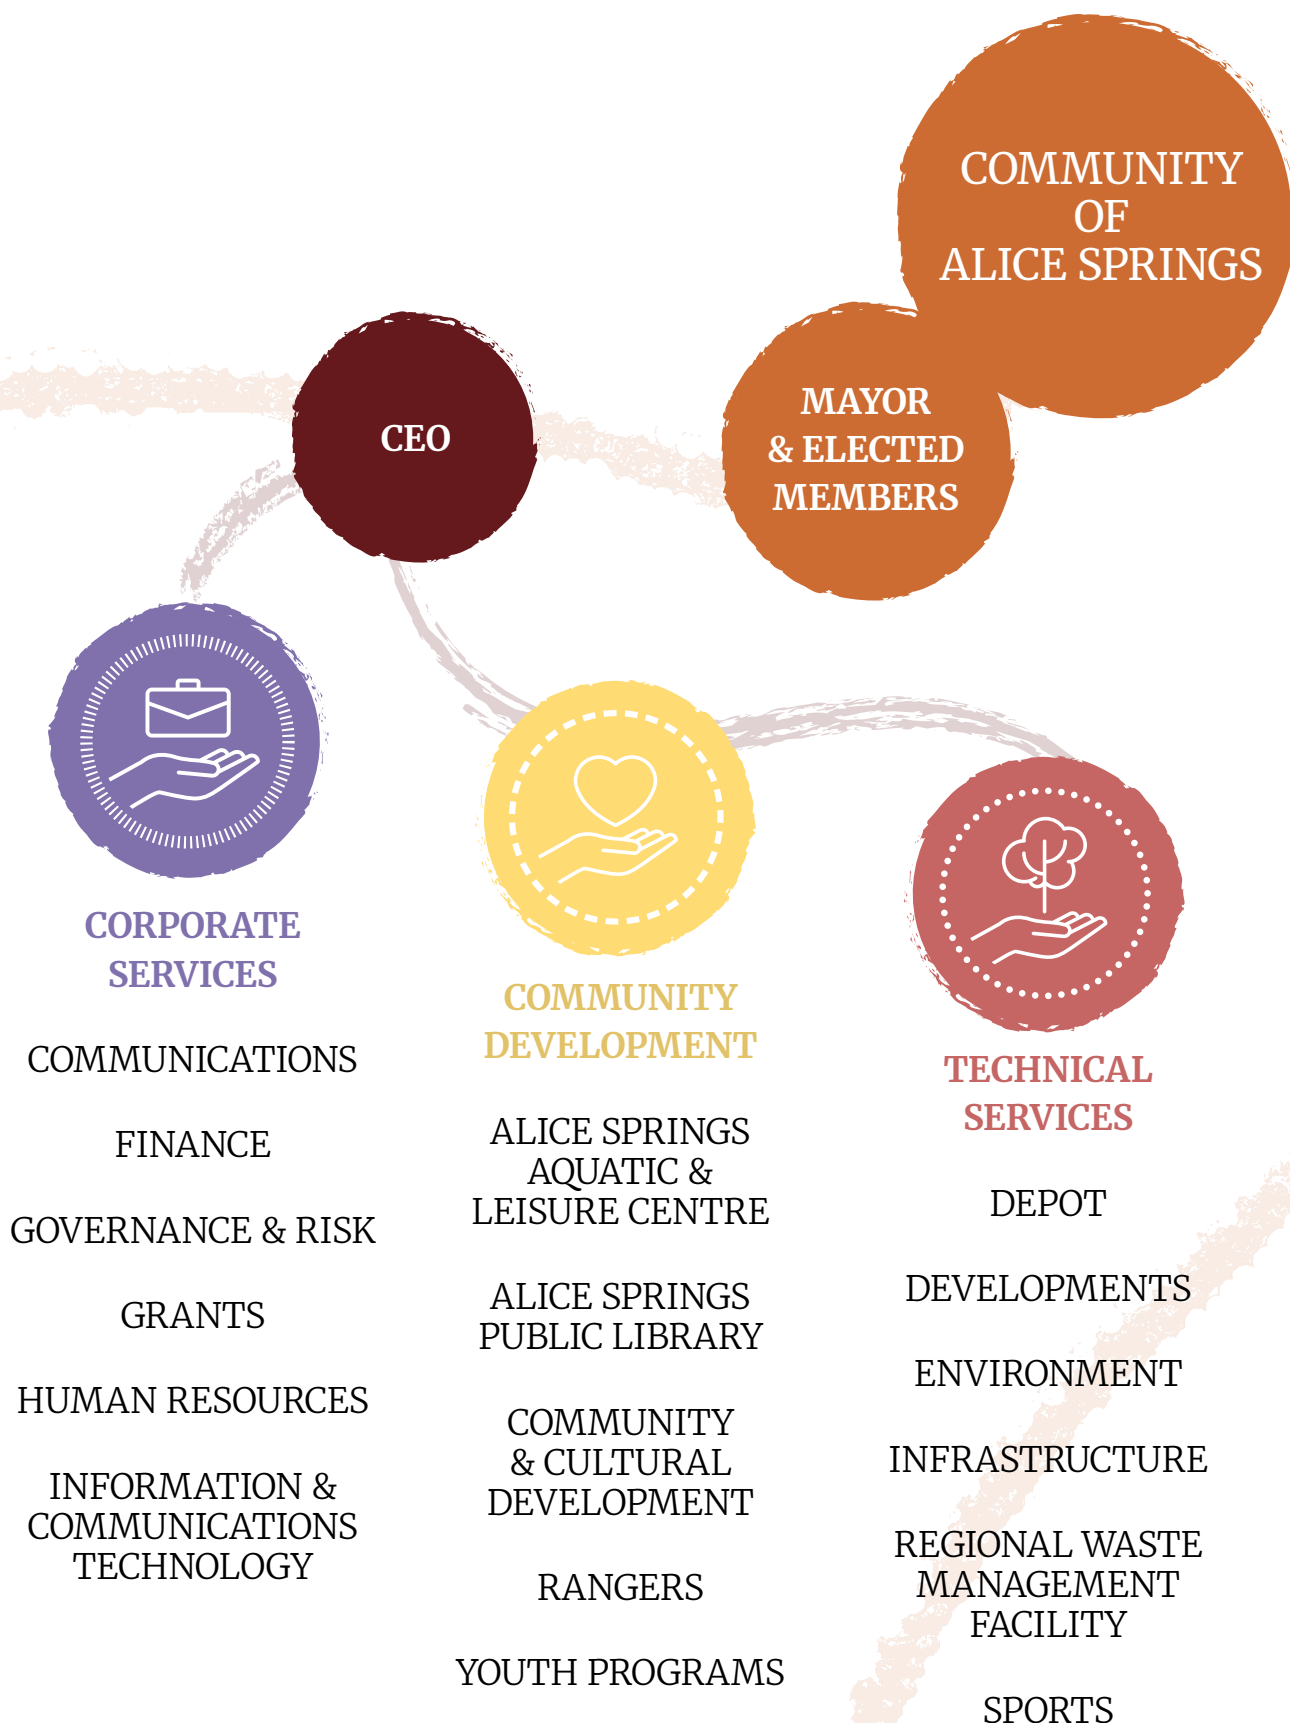 COMMUNITY
OF
ALICE SPRINGS
MAYOR
& ELECTED
MEMBERS
CEO
CORPORATE
SERVICES
COMMUNICATIONS
FINANCE
GOVERNANCE & RISK
GRANTS
HUMAN RESOURCES
INFORMATION &
COMMUNICATIONS
TECHNOLOGY
COMMUNITY
DEVELOPMENT
ALICE SPRINGS
AQUATIC &
LEISURE CENTRE
ALICE SPRINGS
PUBLIC LIBRARY
COMMUNITY
& CULTURAL
DEVELOPMENT
RANGERS
YOUTH PROGRAMS
TECHNICAL
SERVICES
DEPOT
DEVELOPMENTS
ENVIRONMENT
INFRASTRUCTURE
REGIONAL WASTE
MANAGEMENT
FACILITY
SPORTS